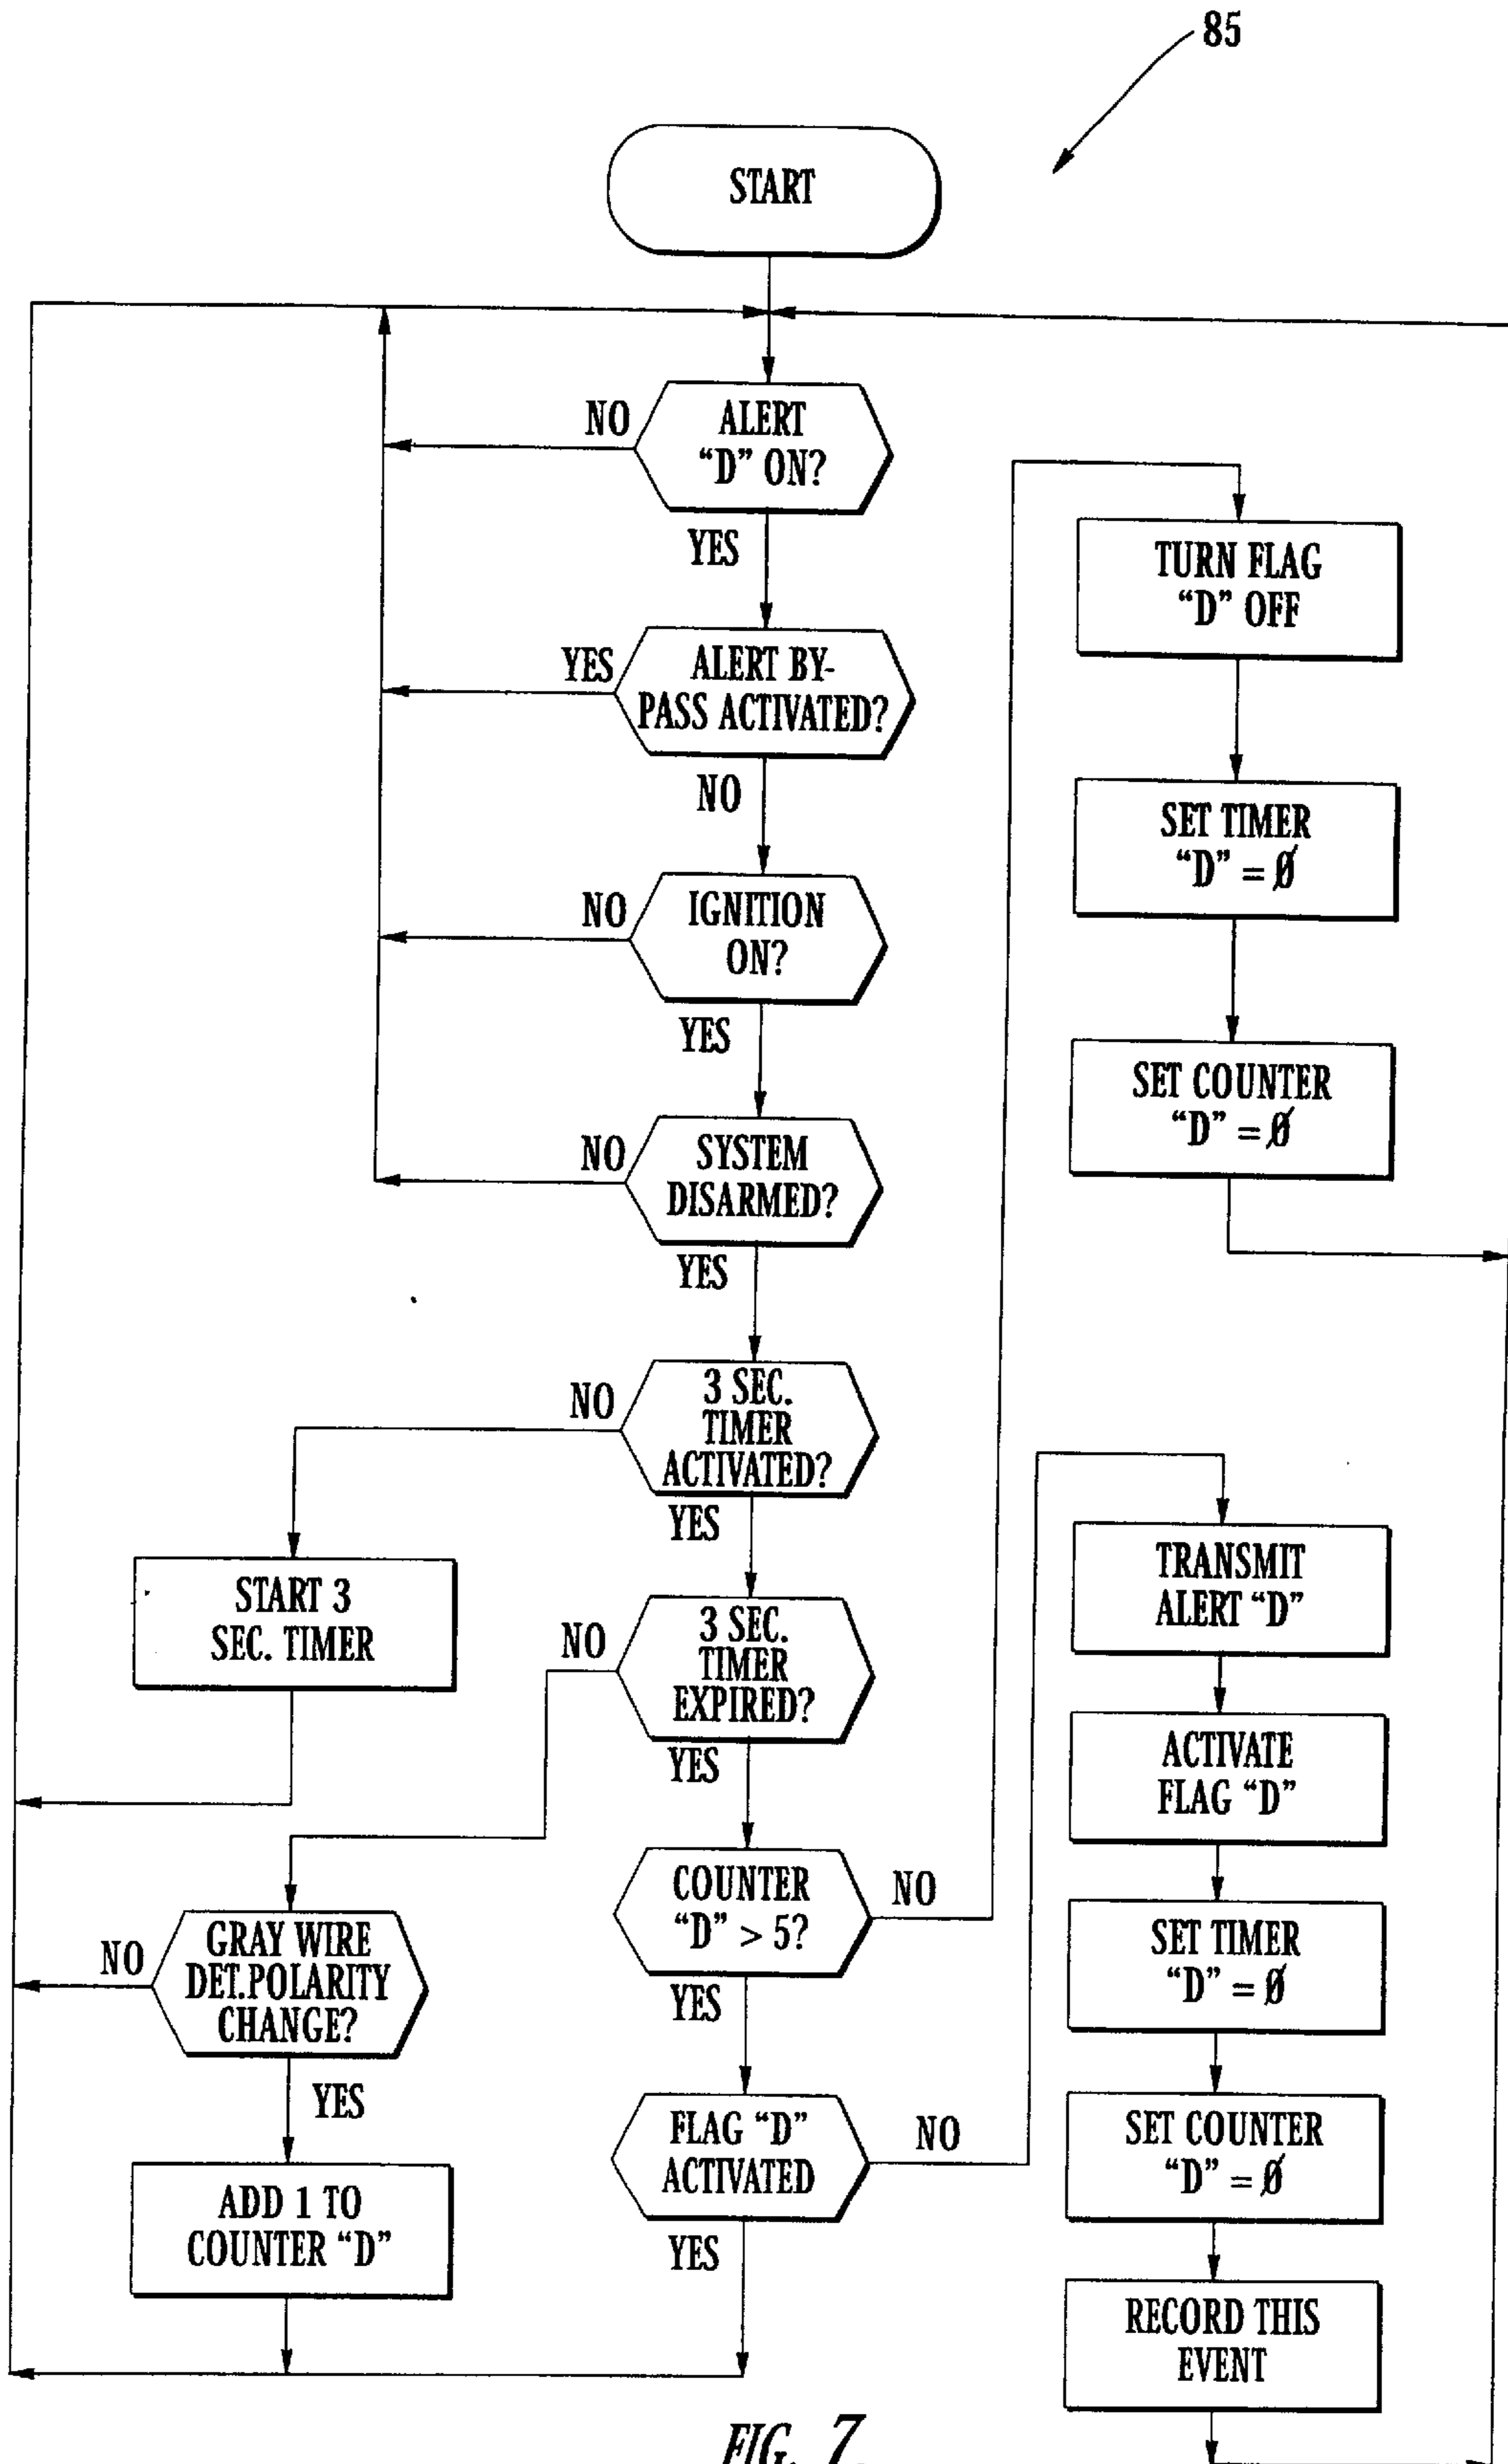 85
START
ALERT
“D” ON?
NO
YES
ALERT BY-
PASS ACTIVATED?
YES
NO
IGNITION
ON?
NO
YES
SYSTEM
DISARMED?
NO
YES
3 SEC.
TIMER
ACTIVATED?
NO
YES
START 3
SEC. TIMER
3 SEC.
TIMER
EXPIRED?
NO
YES
GRAY WIRE
DET.POLARITY
CHANGE?
NO
YES
ADD 1 TO
COUNTER “D”
COUNTER
“D” > 5?
NO
YES
FLAG “D”
ACTIVATED
NO
YES
TURN FLAG
“D” OFF
SET TIMER
“D” = Ø
SET COUNTER
“D” = Ø
TRANSMIT
ALERT “D”
ACTIVATE
FLAG “D”
SET TIMER
“D” = Ø
SET COUNTER
“D” = Ø
RECORD THIS
EVENT
FIG. 7